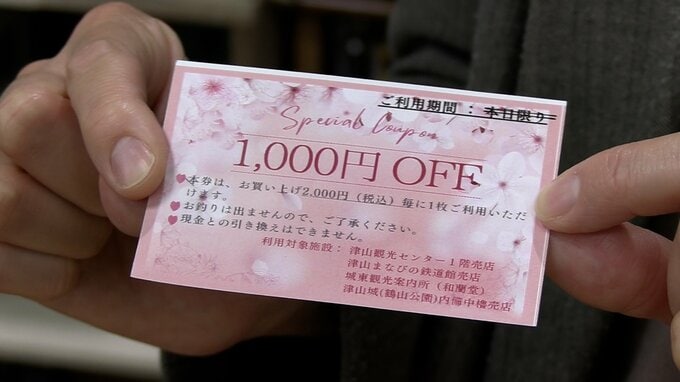 ご利用期間：本日限り
Special Coupon
1,000円 OFF
本券は、お買い上げ2,000円（税込）毎に1枚ご利用いただ
けます。
お釣りは出ませんので、ご了承ください。
現金との引き換えはできません。
利用対象施設： 津山観光センター１階売店
津山まなびの鉄道館売店
城東観光案内所（和蘭堂）
津山城(鶴山公園)内備中櫓売店